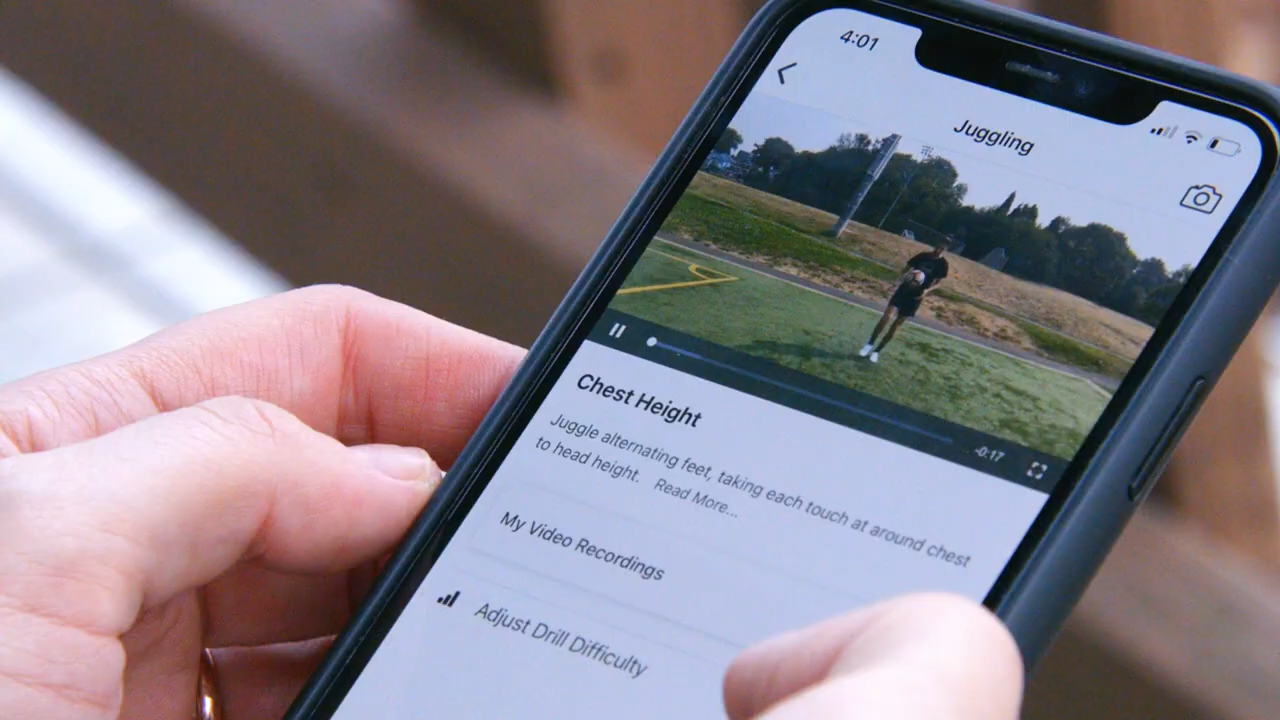 4:01
Juggling
-0:17
Chest Height
Juggle alternating feet, taking each touch at around chest
to head height. Read More...
My Video Recordings
Adjust Drill Difficulty